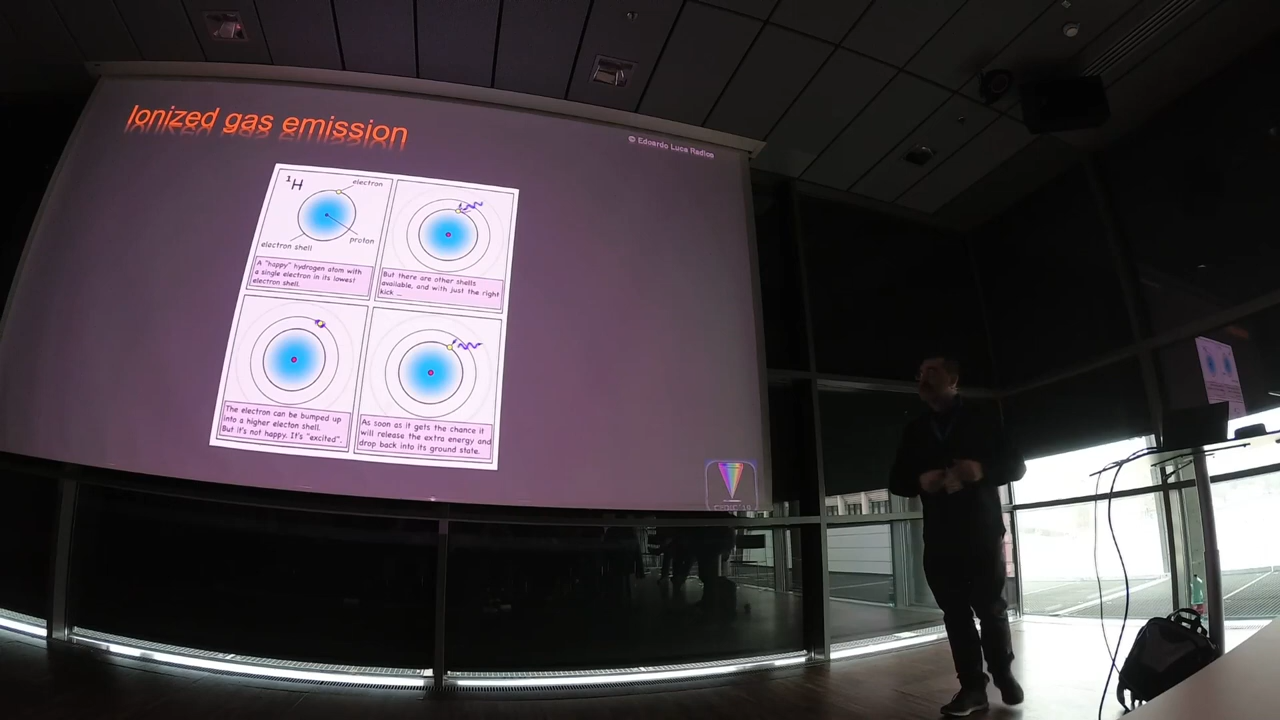 Ionized gas emission
© Edoardo Luca Radice
¹H
electron
proton
electron shell
A "happy" hydrogen atom with
a single electron in its lowest
electron shell.
But there are other shells
available, and with just the right
kick ...
The electron can be bumped up
into a higher electon shell.
But it's not happy. It's "excited".
As soon as it gets the chance it
will release the extra energy and
drop back into its ground state.